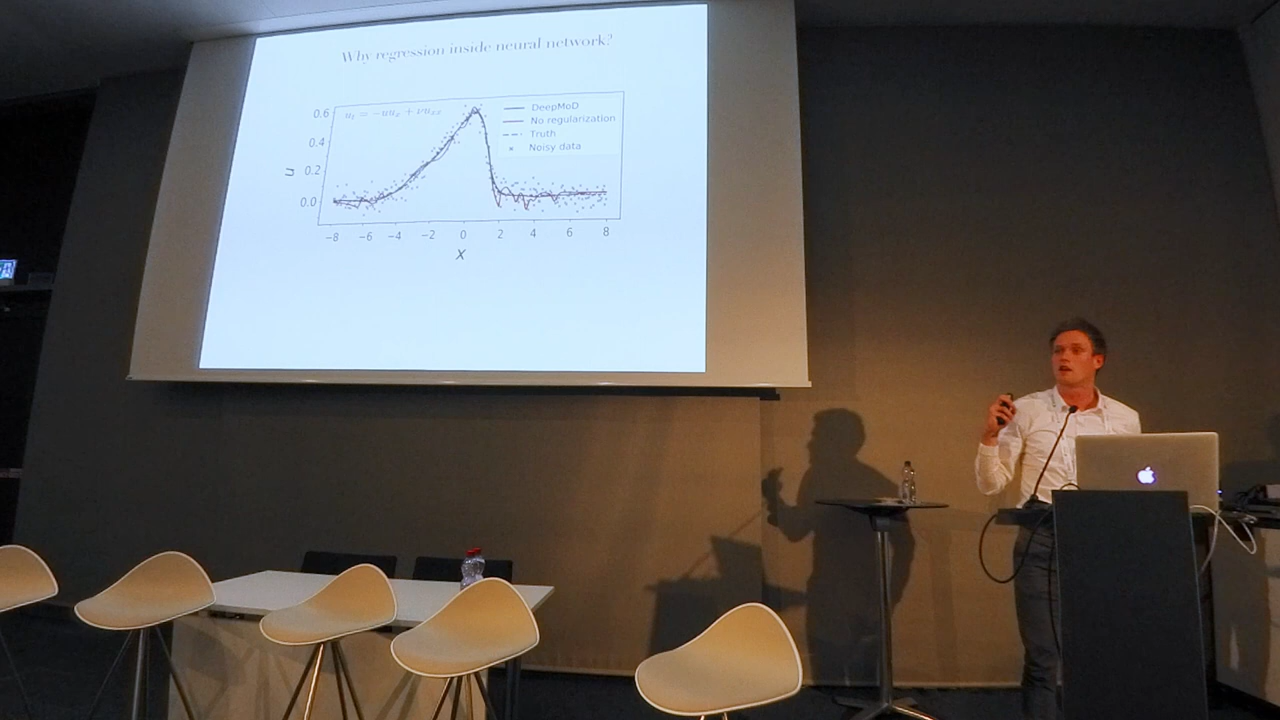 Why regression inside neural network?
u_t = −uu_x + νu_xx
DeepMoD
No regularization
Truth
Noisy data
0.6
0.4
0.2
0.0
u
−8 −6 −4 −2 0 2 4 6 8
x